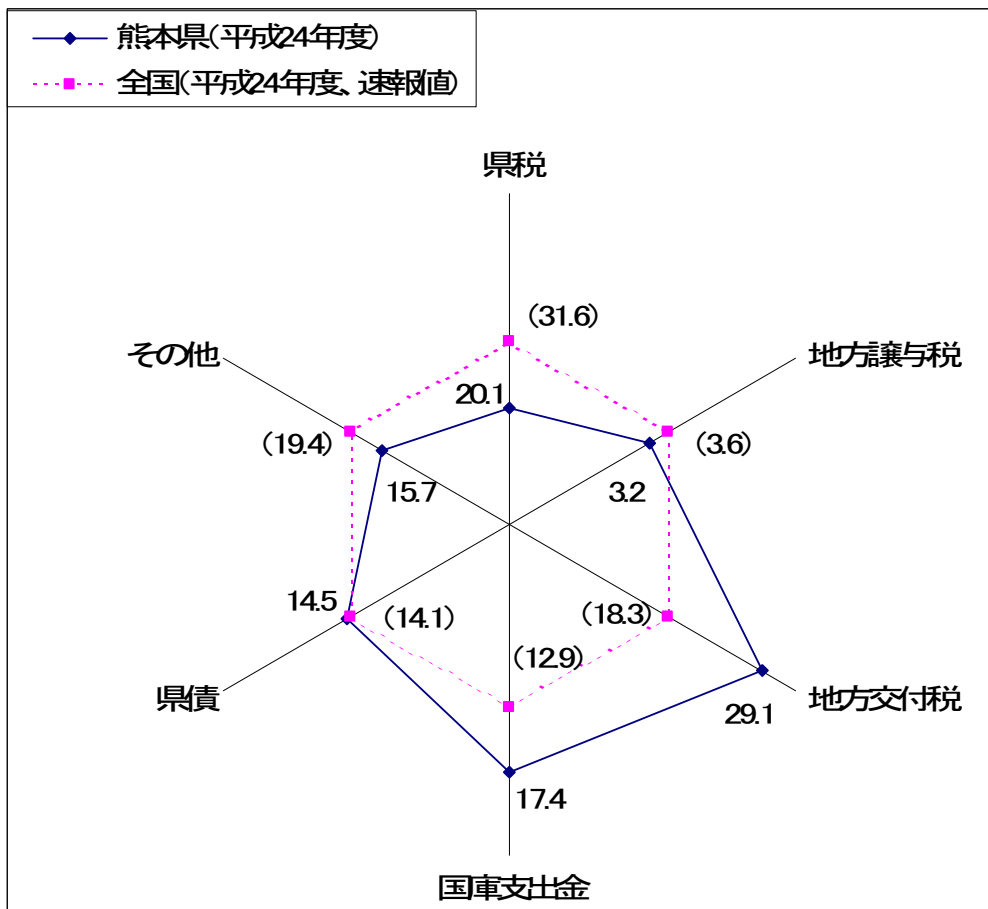 熊本県(平成24年度)
全国(平成24年度、速報値)
県税
(31.6)
その他
地方譲与税
20.1
(19.4)
(3.6)
15.7
3.2
14.5
(14.1)
(18.3)
(12.9)
県債
地方交付税
29.1
17.4
国庫支出金